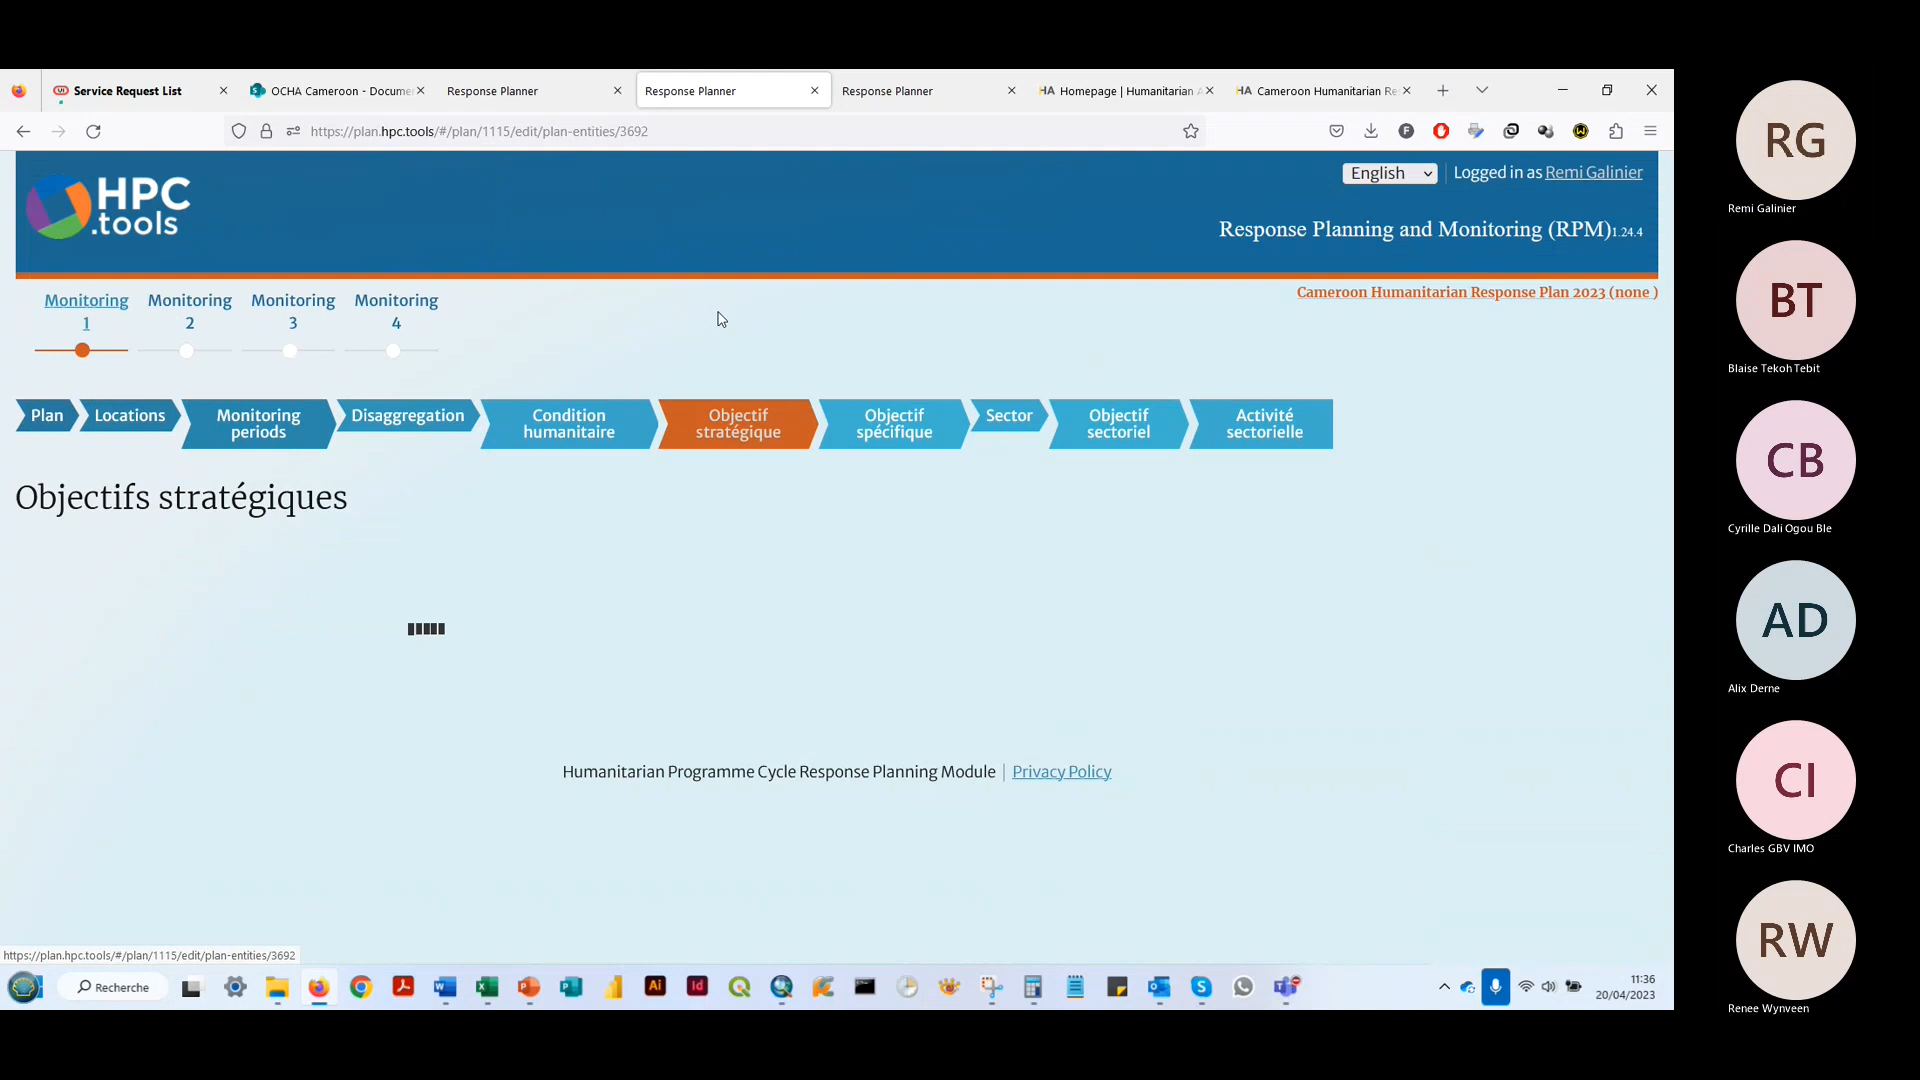 Service Request List
OCHA Cameroon - Docume
Response Planner
Response Planner
Response Planner
HA Homepage | Humanitarian A
HA Cameroon Humanitarian Re
https://plan.hpc.tools/#/plan/1115/edit/plan-entities/3692
HPC
.tools
English
Logged in as Remi Galinier
Response Planning and Monitoring (RPM)1.24.4
Monitoring
1
Monitoring
2
Monitoring
3
Monitoring
4
Cameroon Humanitarian Response Plan 2023 (none )
Plan
Locations
Monitoring
periods
Disaggregation
Condition
humanitaire
Objectif
stratégique
Objectif
spécifique
Sector
Objectif
sectoriel
Activité
sectorielle
Objectifs stratégiques
Humanitarian Programme Cycle Response Planning Module | Privacy Policy
https://plan.hpc.tools/#/plan/1115/edit/plan-entities/3692
Recherche
Ai
Id
11:36
20/04/2023
RG
Remi Galinier
BT
Blaise Tekoh Tebit
CB
Cyrille Dali Ogou Ble
AD
Alix Derne
CI
Charles GBV IMO
RW
Renee Wynveen